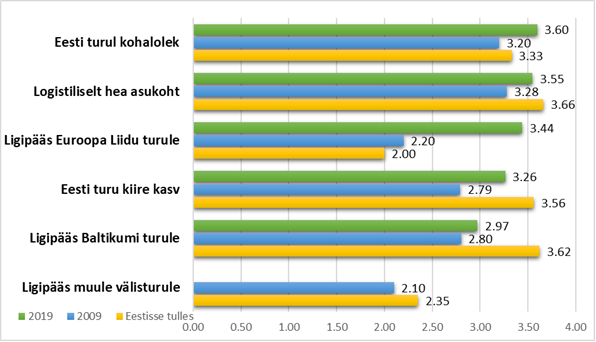 Eesti turul kohalolek
3.60
3.20
3.33
Logistiliselt hea asukoht
3.55
3.28
3.66
Ligipääs Euroopa Liidu turule
3.44
2.20
2.00
Eesti turu kiire kasv
3.26
2.79
3.56
Ligipääs Baltikumi turule
2.97
2.80
3.62
Ligipääs muule välisturule
2.10
2.35
2019 2009 Eestisse tulles
0.00 0.50 1.00 1.50 2.00 2.50 3.00 3.50 4.00